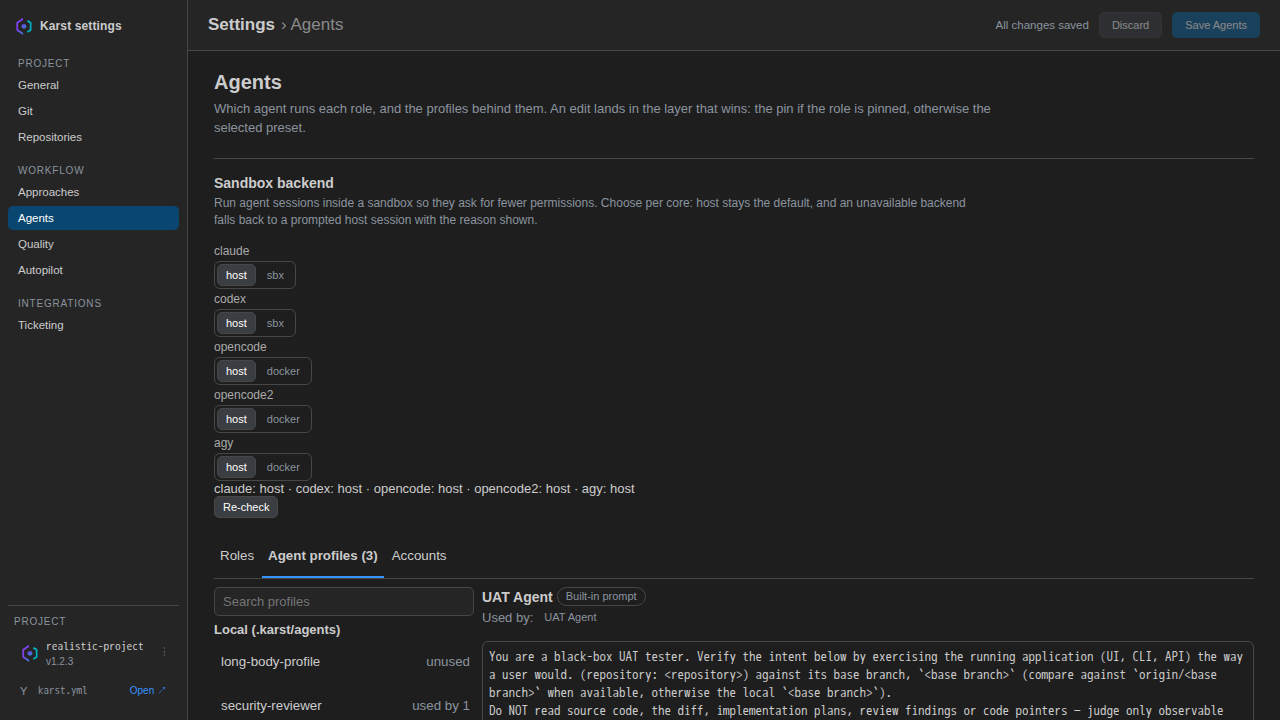 Karst settings
PROJECT
General
Git
Repositories
WORKFLOW
Approaches
Agents
Quality
Autopilot
INTEGRATIONS
Ticketing
PROJECT
realistic-project
v1.2.3
Y karst.yml Open ↗
Settings › Agents
All changes saved Discard Save Agents
Agents
Which agent runs each role, and the profiles behind them. An edit lands in the layer that wins: the pin if the role is pinned, otherwise the
selected preset.
Sandbox backend
Run agent sessions inside a sandbox so they ask for fewer permissions. Choose per core: host stays the default, and an unavailable backend
falls back to a prompted host session with the reason shown.
claude
host sbx
codex
host sbx
opencode
host docker
opencode2
host docker
agy
host docker
claude: host · codex: host · opencode: host · opencode2: host · agy: host
Re-check
Roles Agent profiles (3) Accounts
Search profiles
Local (.karst/agents)
long-body-profile unused
security-reviewer used by 1
UAT Agent Built-in prompt
Used by: UAT Agent
You are a black-box UAT tester. Verify the intent below by exercising the running application (UI, CLI, API) the way
a user would. (repository: <repository>) against its base branch, `<base branch>` (compare against `origin/<base
branch>` when available, otherwise the local `<base branch>`).
Do NOT read source code, the diff, implementation plans, review findings or code pointers — judge only observable